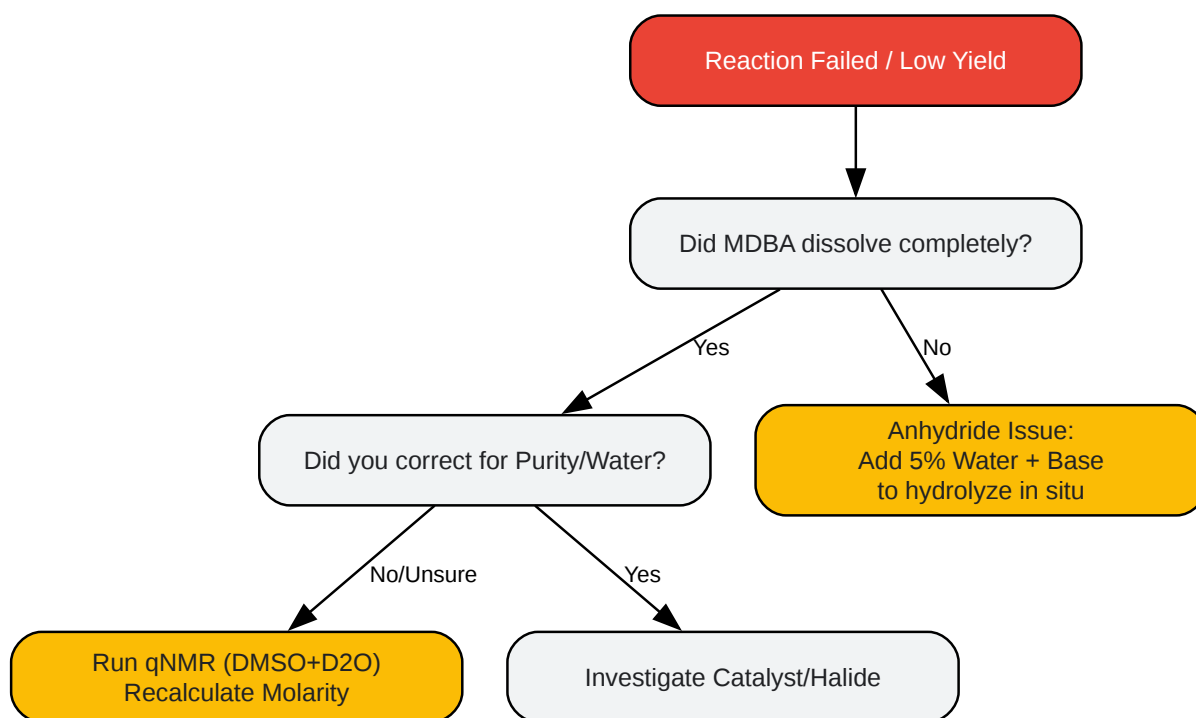 Reaction Failed / Low Yield
Did MDBA dissolve completely?
Yes
No
Did you correct for Purity/Water?
Anhydride Issue:
Add 5% Water + Base
to hydrolyze in situ
No/Unsure
Yes
Run qNMR (DMSO+D2O)
Recalculate Molarity
Investigate Catalyst/Halide